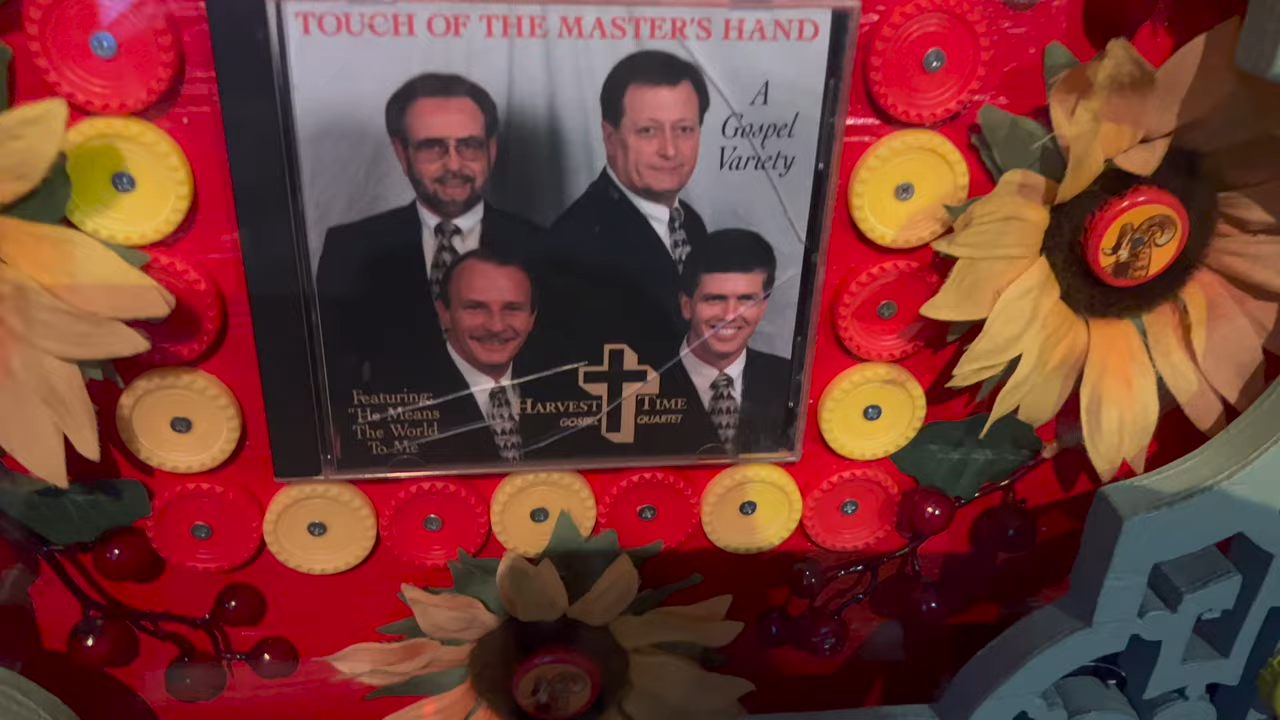 TOUCH OF THE MASTER'S HAND
A
Gospel
Variety
Featuring:
"He Means
The World
To Me
HARVEST TIME
GOSPEL QUARTET